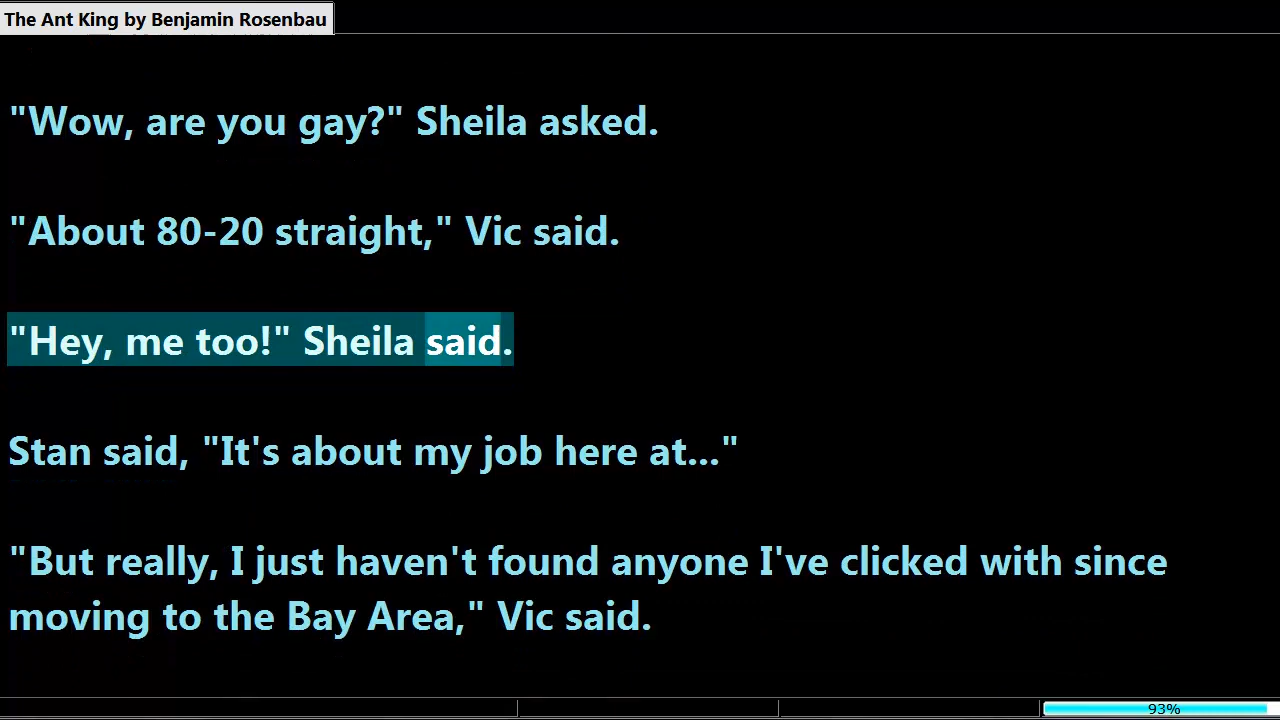 The Ant King by Benjamin Rosenbau
"Wow, are you gay?" Sheila asked.
"About 80-20 straight," Vic said.
"Hey, me too!" Sheila said.
Stan said, "It's about my job here at..."
"But really, I just haven't found anyone I've clicked with since
moving to the Bay Area," Vic said.
93%